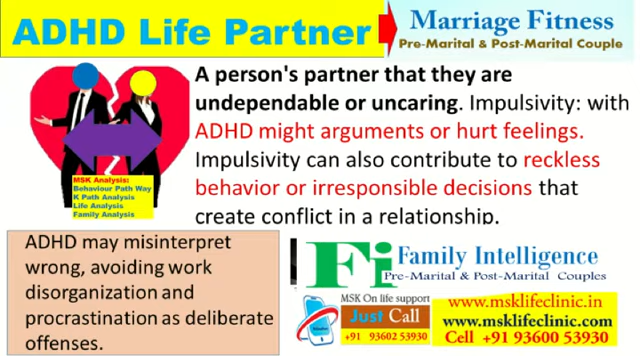 ADHD Life Partner
Marriage Fitness
Pre-Marital & Post-Marital Couple
A person's partner that they are
undependable or uncaring. Impulsivity: with
ADHD might arguments or hurt feelings.
Impulsivity can also contribute to reckless
behavior or irresponsible decisions that
create conflict in a relationship.
MSK Analysis:
Behaviour Path Way
K Path Analysis
Life Analysis
Family Analysis
ADHD may misinterpret
wrong, avoiding work
disorganization and
procrastination as deliberate
offenses.
Fi Family Intelligence
Pre-Marital & Post-Marital Couples
MSK On life support
Just Call
+91 93602 53930
www.msklifeclinic.in
www.msklifeclinic.com
Cell +91 93600 53930